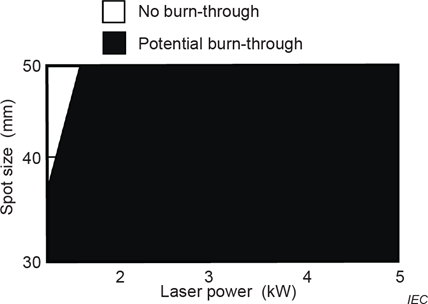 No burn-through
Potential burn-through
50
40
30
Spot size (mm)
2 3 4 5
Laser power (kW)
IEC